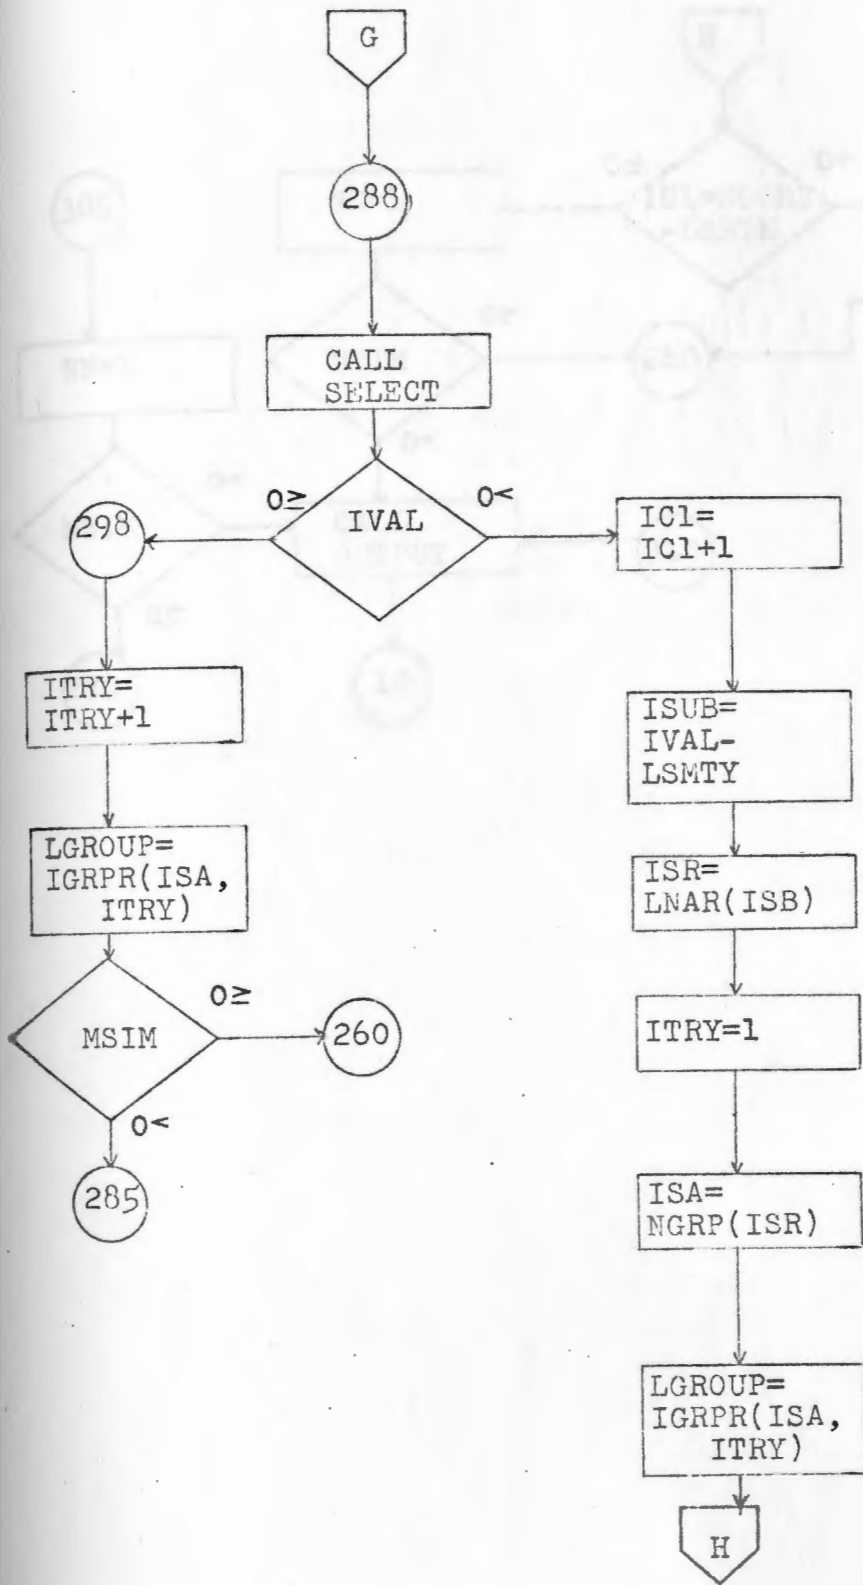 G
288
CALL
SELECT
IVAL
0≥
0<
298
IC1=
IC1+1
ITRY=
ITRY+1
ISUB=
IVAL-
LSMTY
LGROUP=
IGRPR(ISA,
ITRY)
ISR=
LNAR(ISB)
MSIM
0≥
260
0<
285
ITRY=1
ISA=
NGRP(ISR)
LGROUP=
IGRPR(ISA,
ITRY)
H